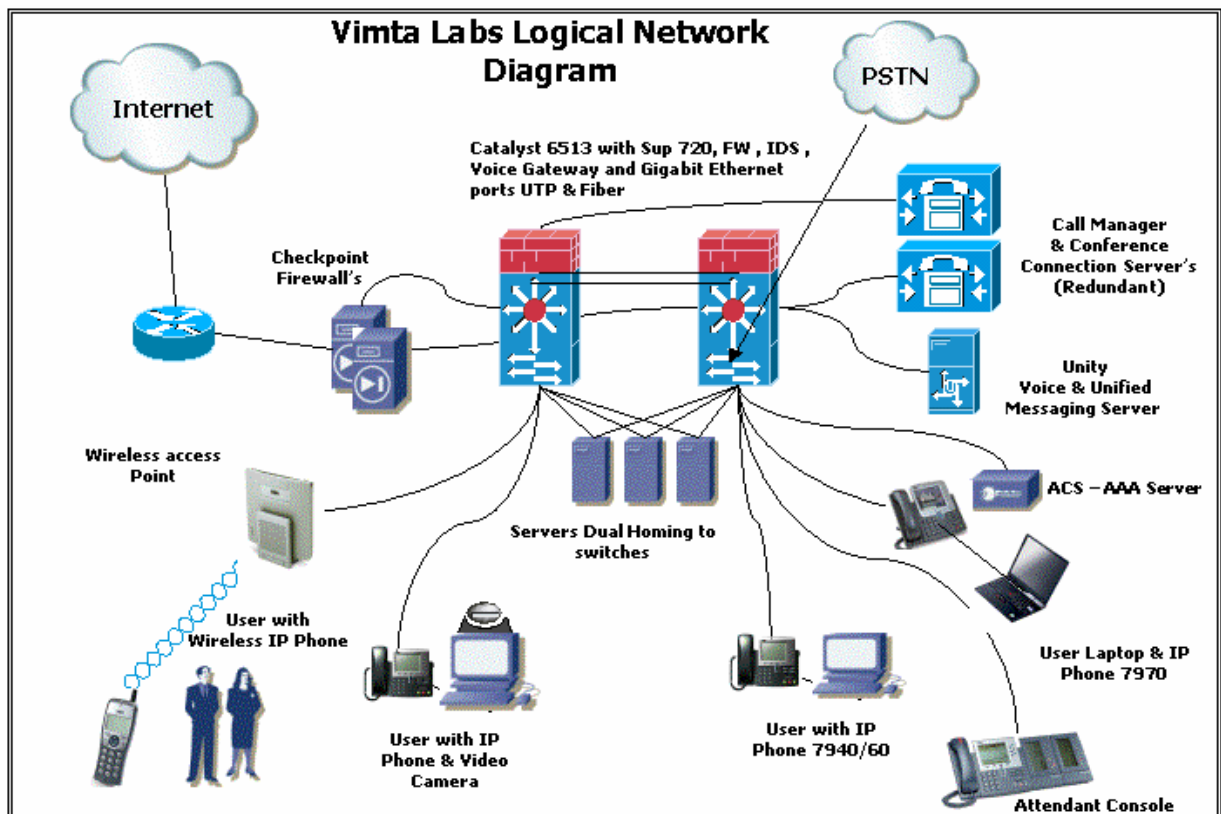 Vimta Labs Logical Network
Diagram
Internet
PSTN
Catalyst 6513 with Sup 720, FW , IDS ,
Voice Gateway and Gigabit Ethernet
ports UTP & Fiber
Checkpoint
Firewall's
Call Manager
& Conference
Connection Server's
(Redundant)
Unity
Voice & Unified
Messaging Server
Wireless access
Point
ACS – AAA Server
Servers Dual Homing to
switches
User with
Wireless IP Phone
User Laptop & IP
Phone 7970
User with IP
Phone & Video
Camera
User with IP
Phone 7940/60
Attendant Console